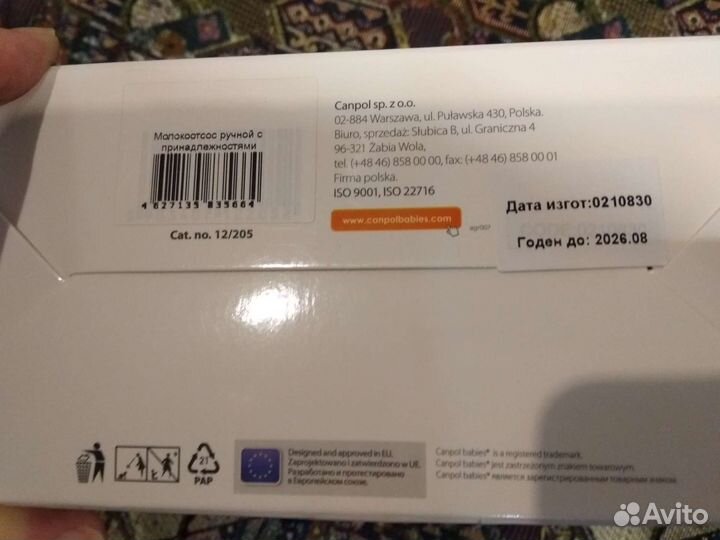 Молокоотсос ручной с
принадлежностями
4 627135 835664
Cat. no. 12/205
Canpol sp. z o.o.
02-884 Warszawa, ul. Puławska 430, Polska.
Biuro, sprzedaż: Słubica B, ul. Graniczna 4
96-321 Żabia Wola,
tel. (+48 46) 858 00 00, fax: (+48 46) 858 00 01
Firma polska.
ISO 9001, ISO 22716
www.canpolbabies.com
agr007
Дата изгот:0210830
Годен до: 2026.08
21
PAP
Designed and approved in EU.
Zaprojektowano i zatwierdzono w UE.
Разработано и протестировано
в Европейском союзе.
Canpol babies® is a registered trademark.
Canpol babies® jest zastrzeżonym znakiem towarowym.
Canpol babies® является зарегистрированным товарным знаком.
Avito